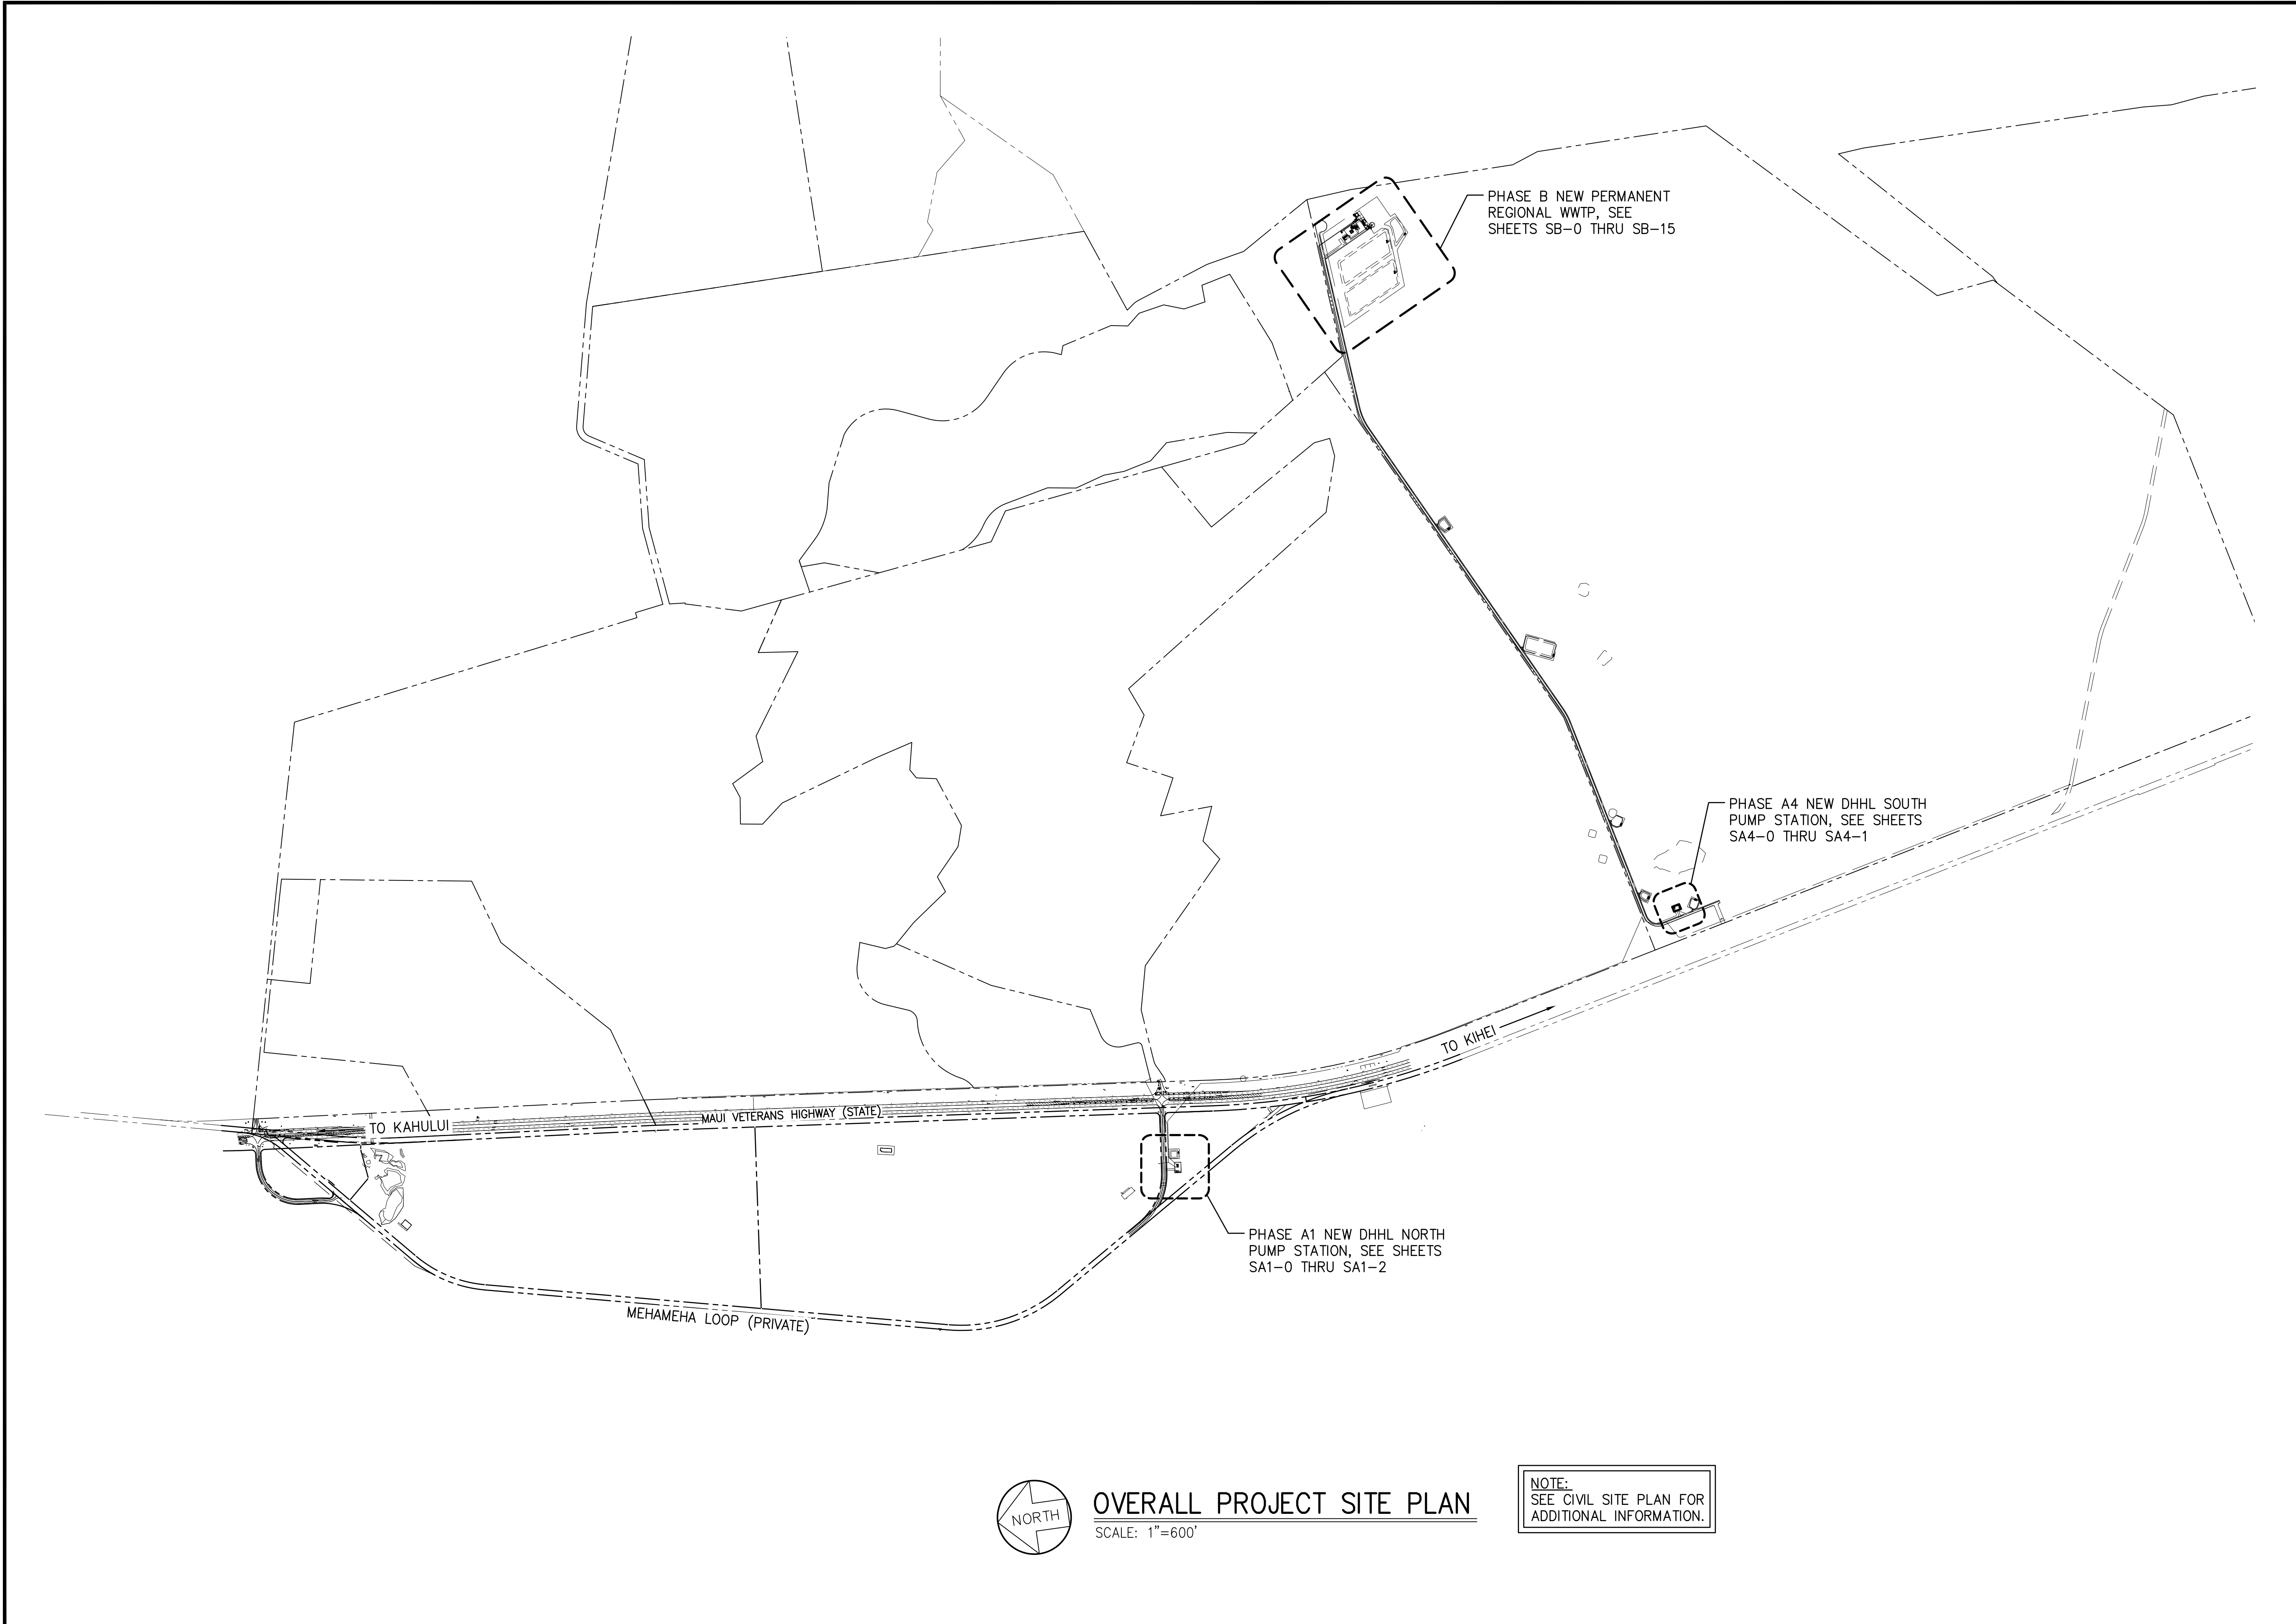 PHASE B NEW PERMANENT
REGIONAL WWTP, SEE
SHEETS SB-0 THRU SB-15
PHASE A4 NEW DHHL SOUTH
PUMP STATION, SEE SHEETS
SA4-0 THRU SA4-1
TO KIHEI
MAUI VETERANS HIGHWAY (STATE)
TO KAHULUI
PHASE A1 NEW DHHL NORTH
PUMP STATION, SEE SHEETS
SA1-0 THRU SA1-2
MEHAMEHA LOOP (PRIVATE)
NORTH
OVERALL PROJECT SITE PLAN
SCALE: 1"=600'
NOTE:
SEE CIVIL SITE PLAN FOR
ADDITIONAL INFORMATION.